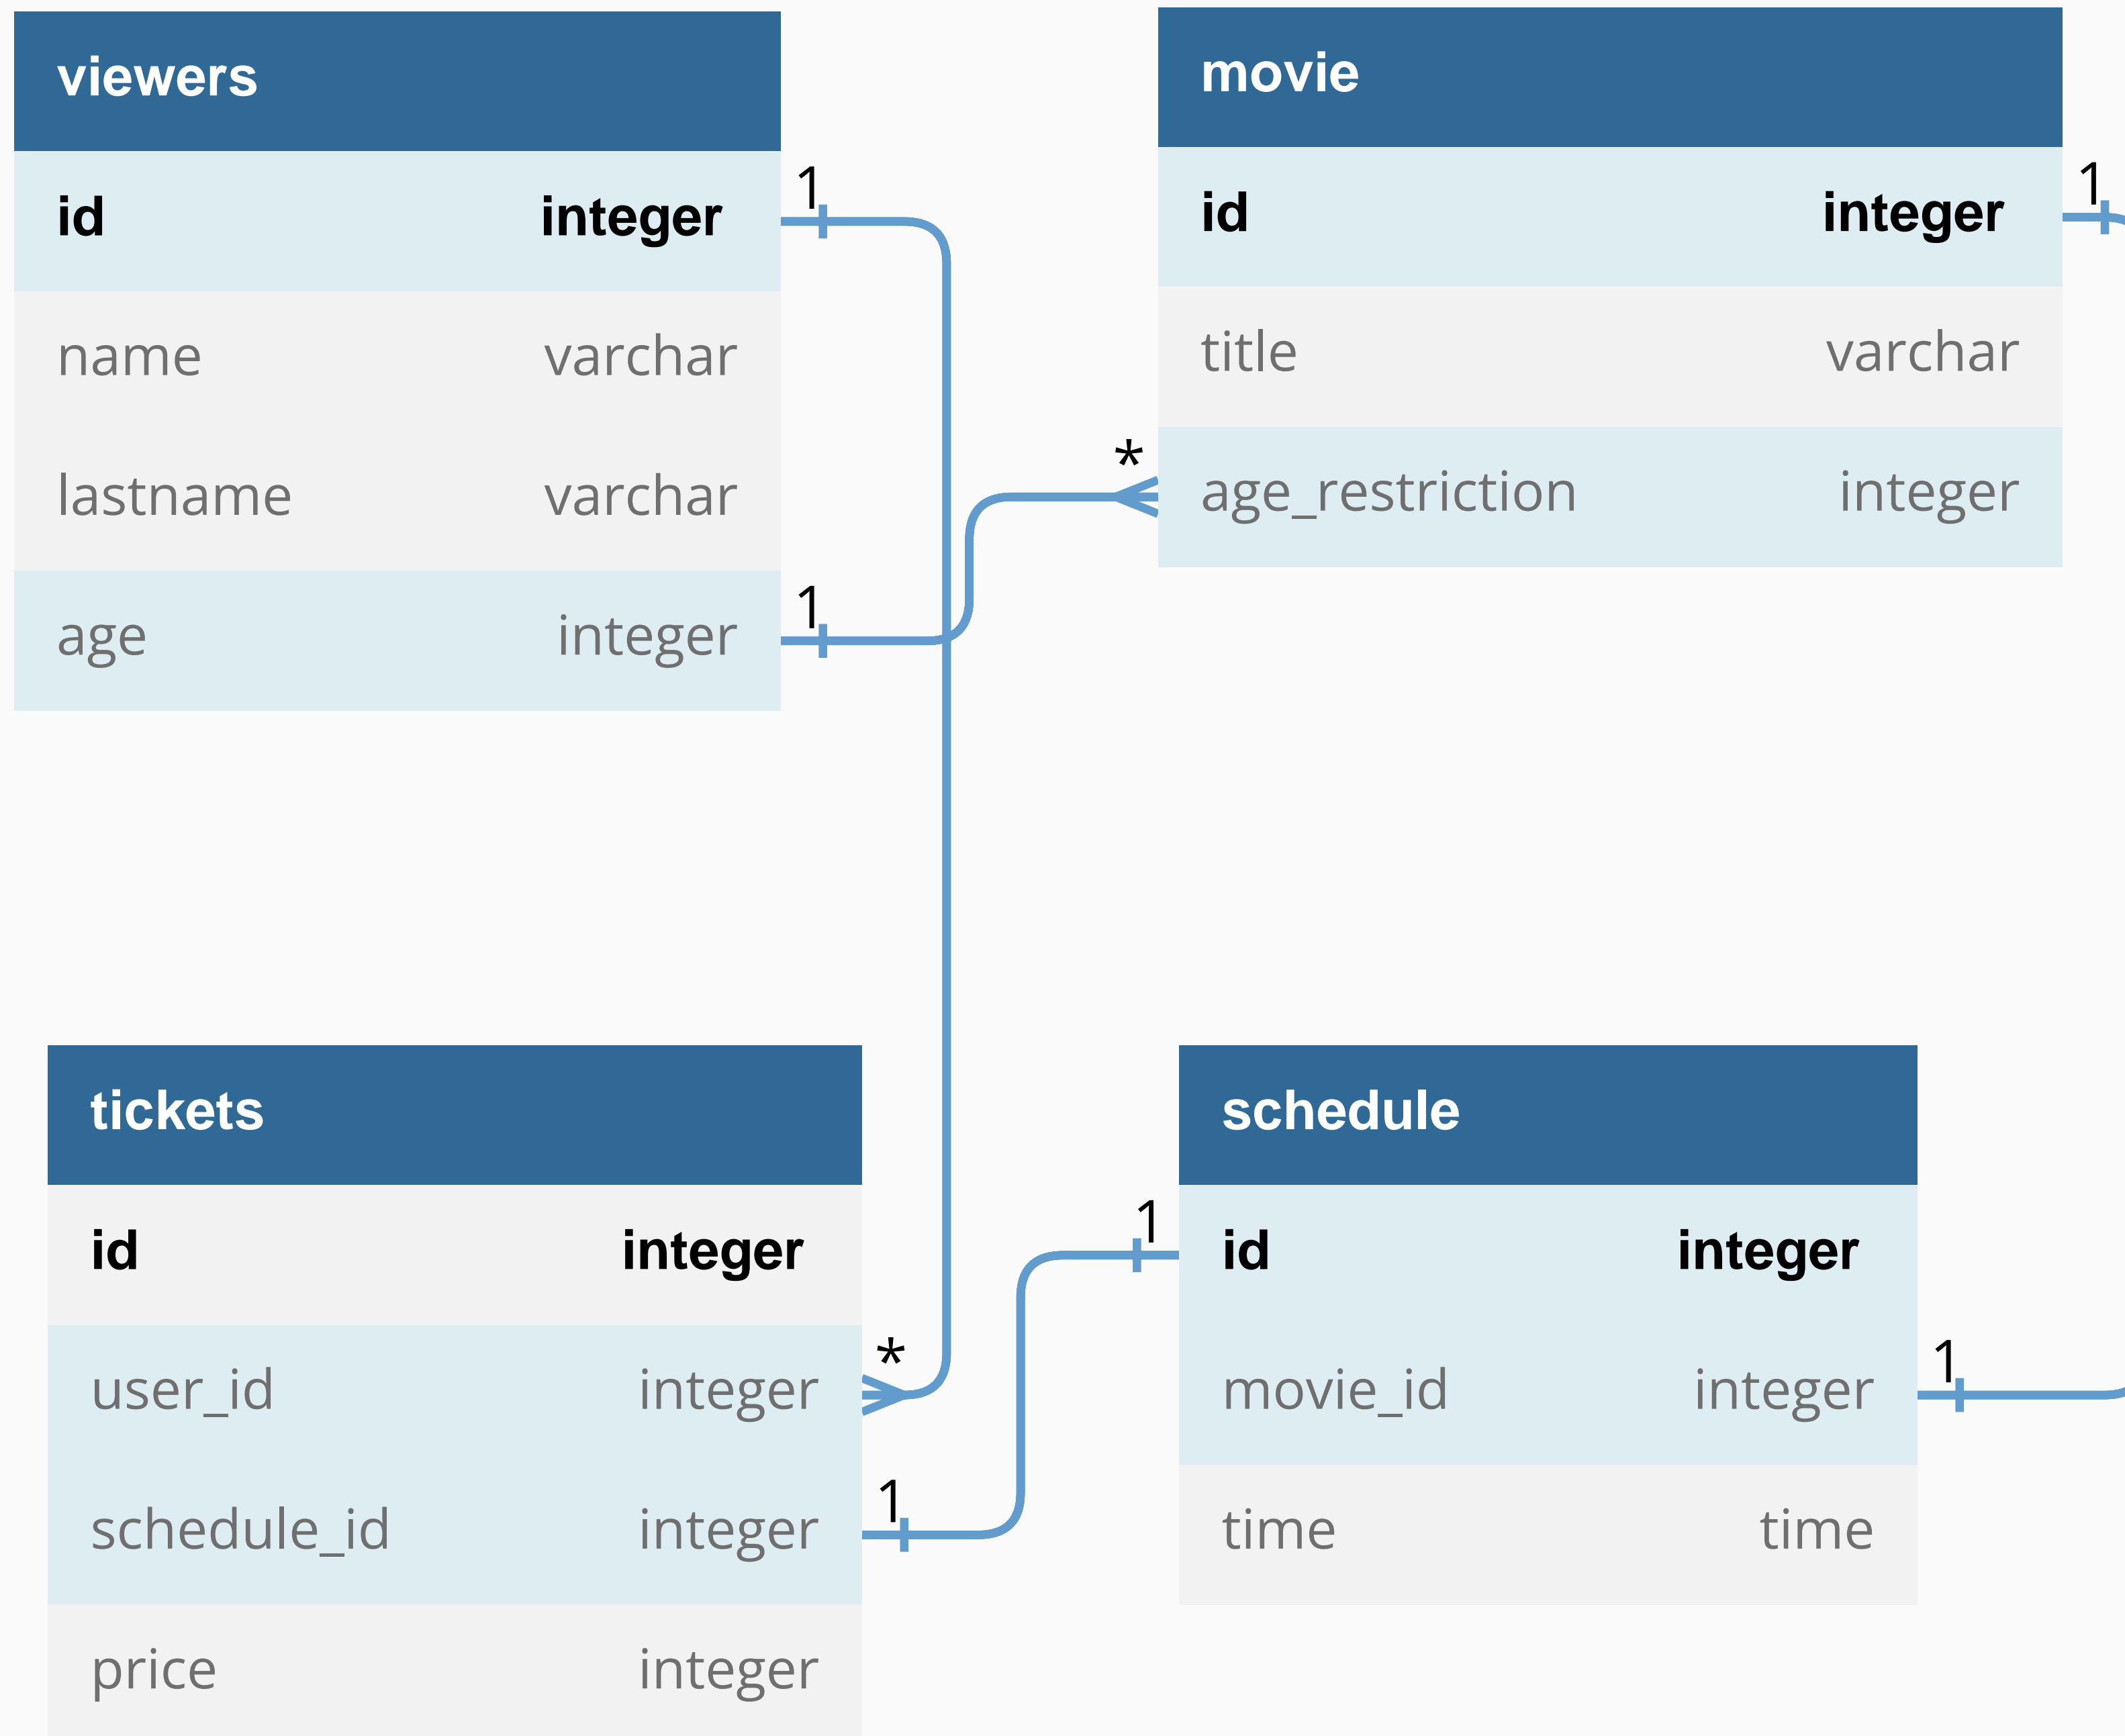 viewers
id integer
name varchar
lastname varchar
age integer
1
1
movie
id integer
title varchar
age_restriction integer
1
*
tickets
id integer
user_id integer
schedule_id integer
price integer
*
1
schedule
id integer
movie_id integer
time time
1
1